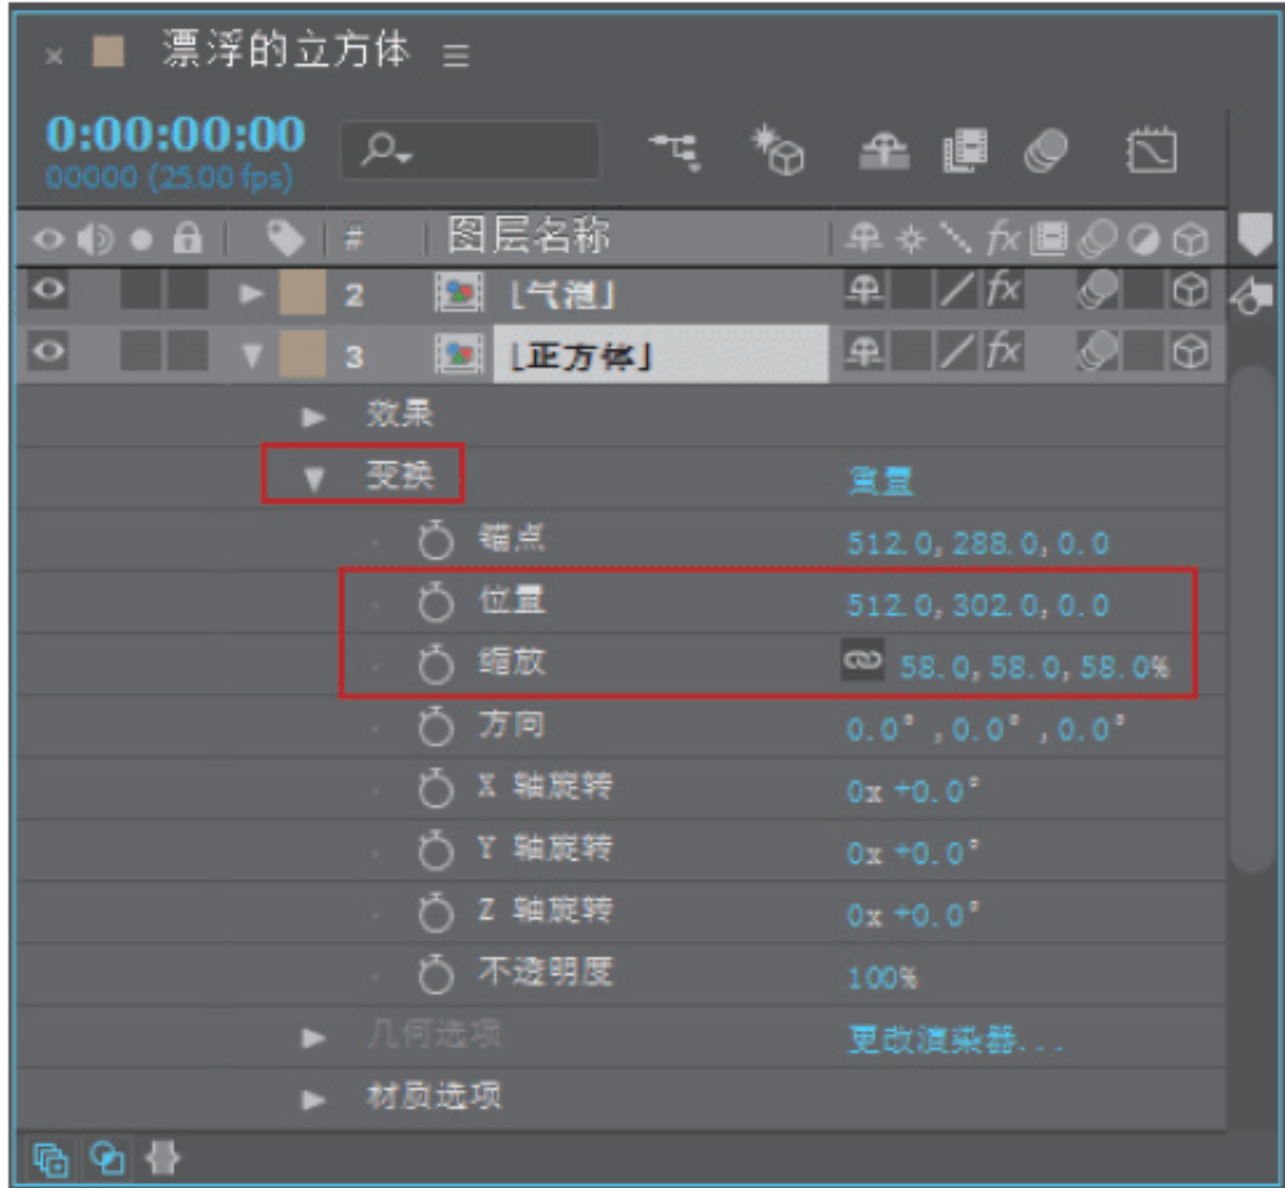 漂浮的立方体
0:00:00:00
00000 (25.00 fps)
# 图层名称 fx
2 [气泡] fx
3 [正方体] fx
效果
变换 重置
锚点 512.0, 288.0, 0.0
位置 512.0, 302.0, 0.0
缩放 58.0, 58.0, 58.0%
方向 0.0°, 0.0°, 0.0°
X 轴旋转 0x +0.0°
Y 轴旋转 0x +0.0°
Z 轴旋转 0x +0.0°
不透明度 100%
几何选项 更改渲染器...
材质选项